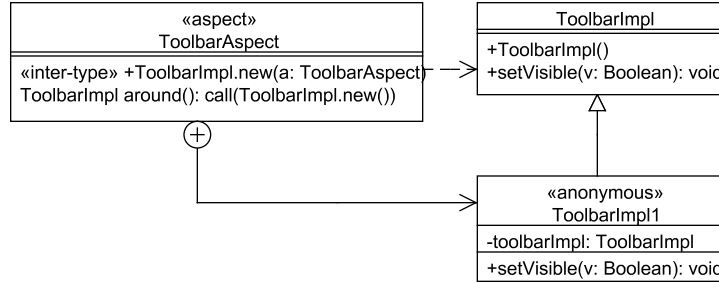 «aspect»
ToolbarAspect
«inter-type» +ToolbarImpl.new(a: ToolbarAspect)
ToolbarImpl around(): call(ToolbarImpl.new())
ToolbarImpl
+ToolbarImpl()
+setVisible(v: Boolean): void
«anonymous»
ToolbarImpl1
-toolbarImpl: ToolbarImpl
+setVisible(v: Boolean): void